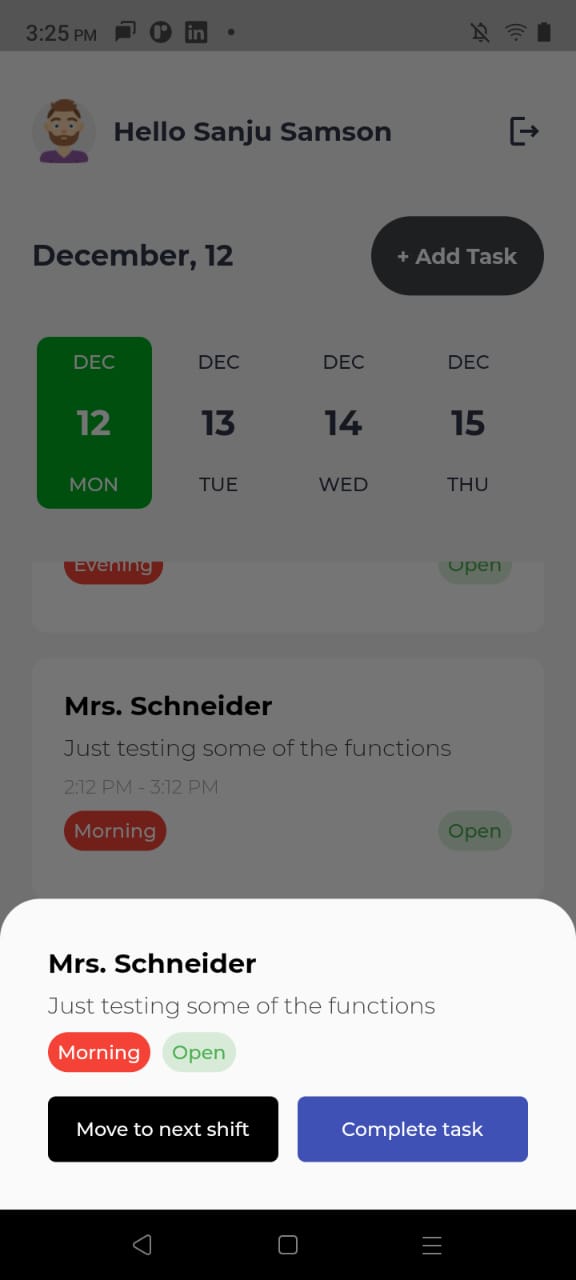 3:25 PM
Hello Sanju Samson
December, 12
+ Add Task
DEC DEC DEC DEC
12 13 14 15
MON TUE WED THU
Evening Open
Mrs. Schneider
Just testing some of the functions
2:12 PM - 3:12 PM
Morning Open
Mrs. Schneider
Just testing some of the functions
Morning Open
Move to next shift Complete task